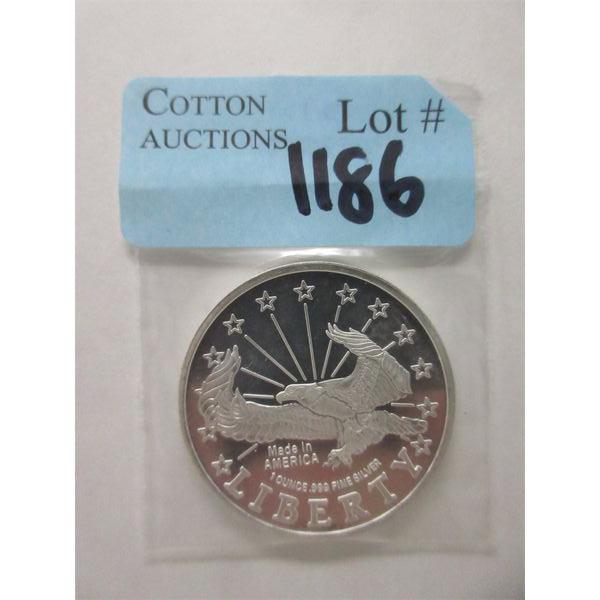 COTTON
AUCTIONS
Lot #
1186
Made in
AMERICA
1 OUNCE .999 FINE SILVER
LIBERTY